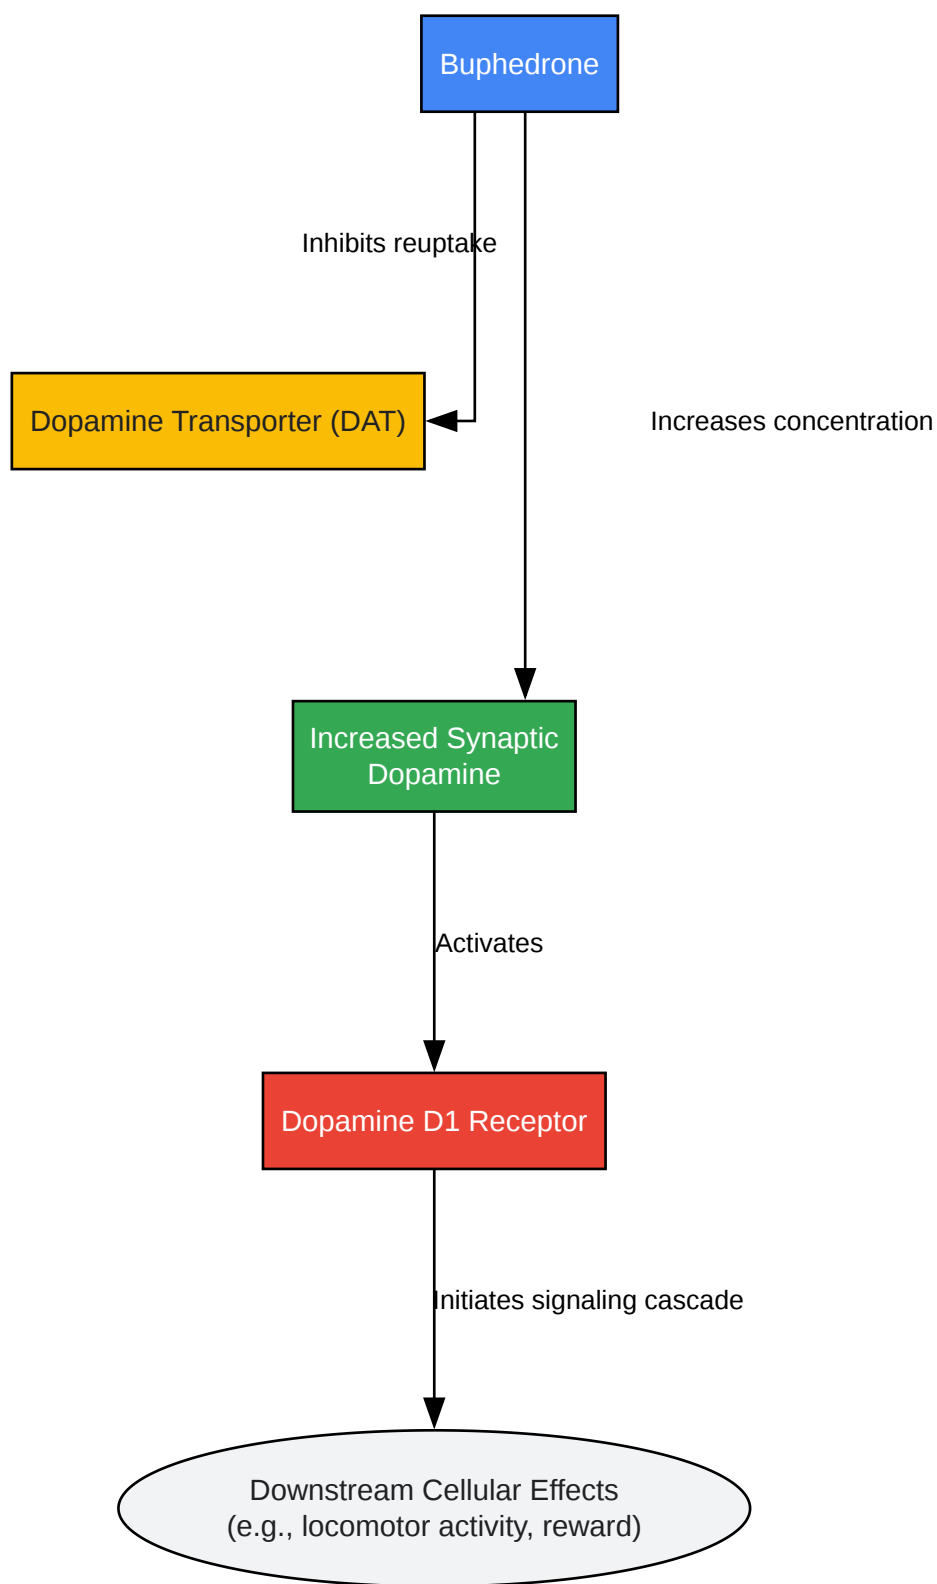 Buphedrone
Inhibits reuptake
Dopamine Transporter (DAT)
Increases concentration
Increased Synaptic
Dopamine
Activates
Dopamine D1 Receptor
Initiates signaling cascade
Downstream Cellular Effects
(e.g., locomotor activity, reward)